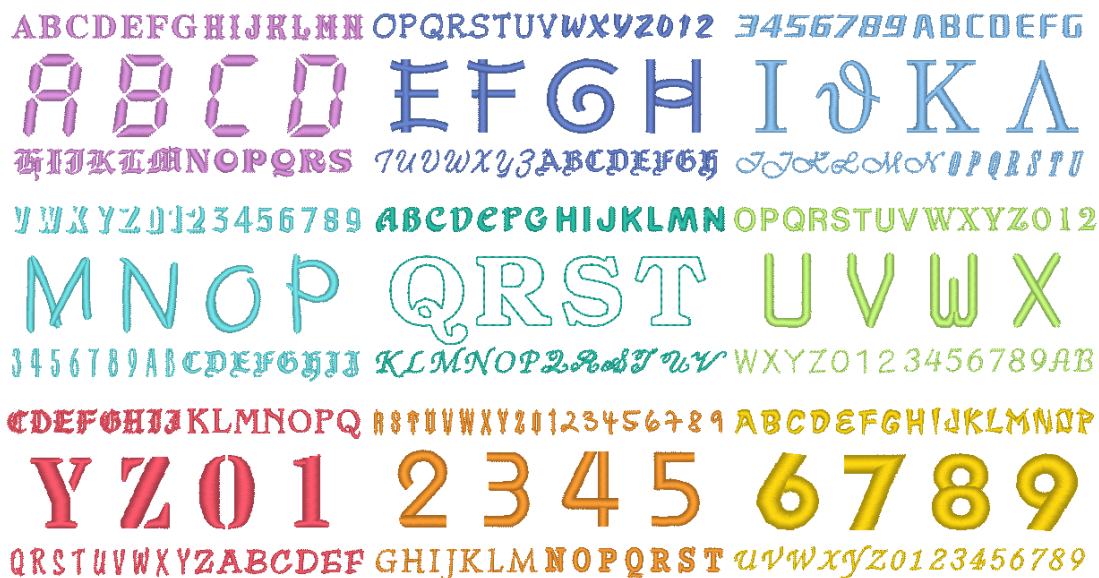 ABCDEFGHIJKLMN OPQRSTUVWXYZ012 3456789ABCDEFG
ABCD EFGH IϑΚΛ
HIJKLMNOPQRS TUVWXYZABCDEFGH IJKLMNOPQRSTU
VWXYZ0123456789 ABCDEFGHIJKLMN OPQRSTUVWXYZ012
MNOP QRST UVWX
3456789ABCDEFGHIJ KLMNOPQRSTUV WXYZ0123456789AB
CDEFGHIJKLMNOPQ RSTUVWXYZ0123456789 ABCDEFGHIJKLMNOP
YZ01 2345 6789
QRSTUVWXYZABCDEF GHIJKLMNOPQRST UVWXYZ0123456789